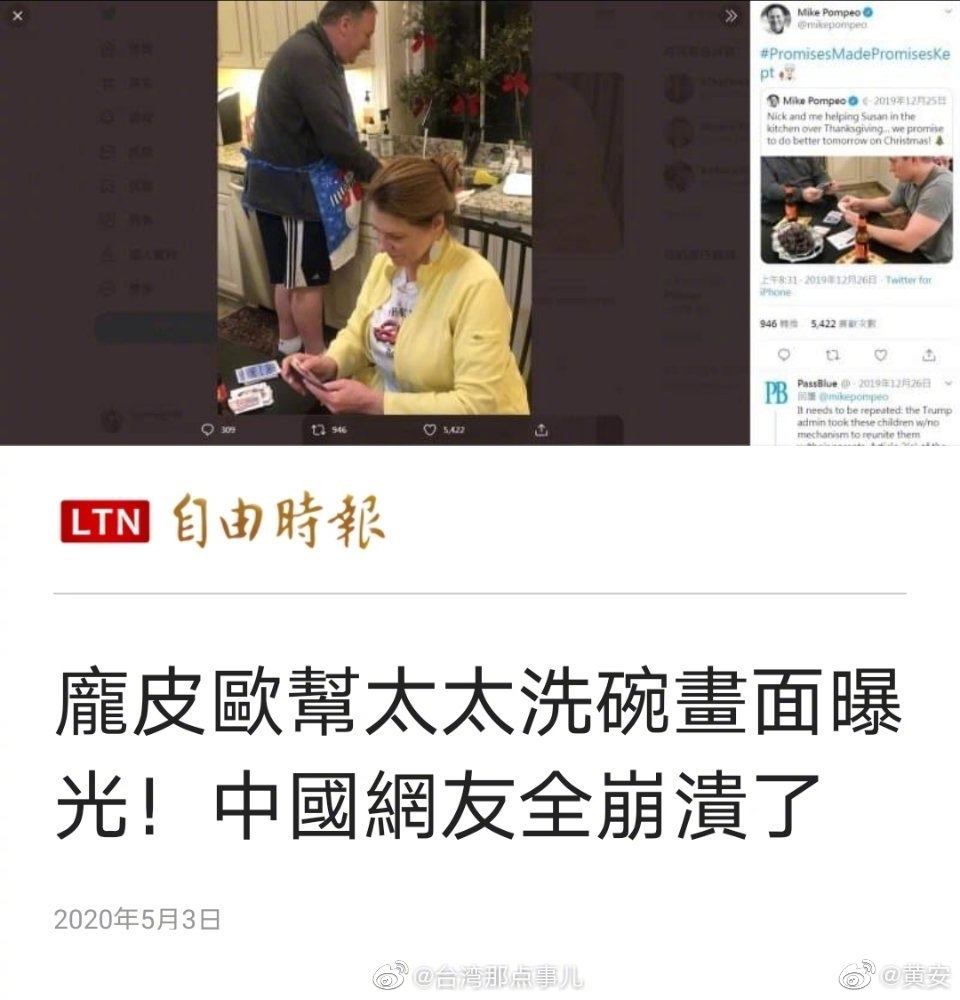 Mike Pompeo
@mikepompeo
#PromisesMadePromisesKe
pt
Mike Pompeo
2019年12月25日
Nick and me helping Susan in the
kitchen over Thanksgiving... we promise
to do better tomorrow on Christmas!
上午8:31 · 2019年12月26日 · Twitter for
iPhone
946 轉推 5,422 喜歡次數
PassBlue @ · 2019年12月26日
PB
回覆 @mikepompeo
It needs to be repeated: the Trump
admin took these children w/no
mechanism to reunite them
309 946 5,422
LTN 自由時報
龐皮歐幫太太洗碗畫面曝
光！中國網友全崩潰了
2020年5月3日
@台湾那点事儿 @黄安